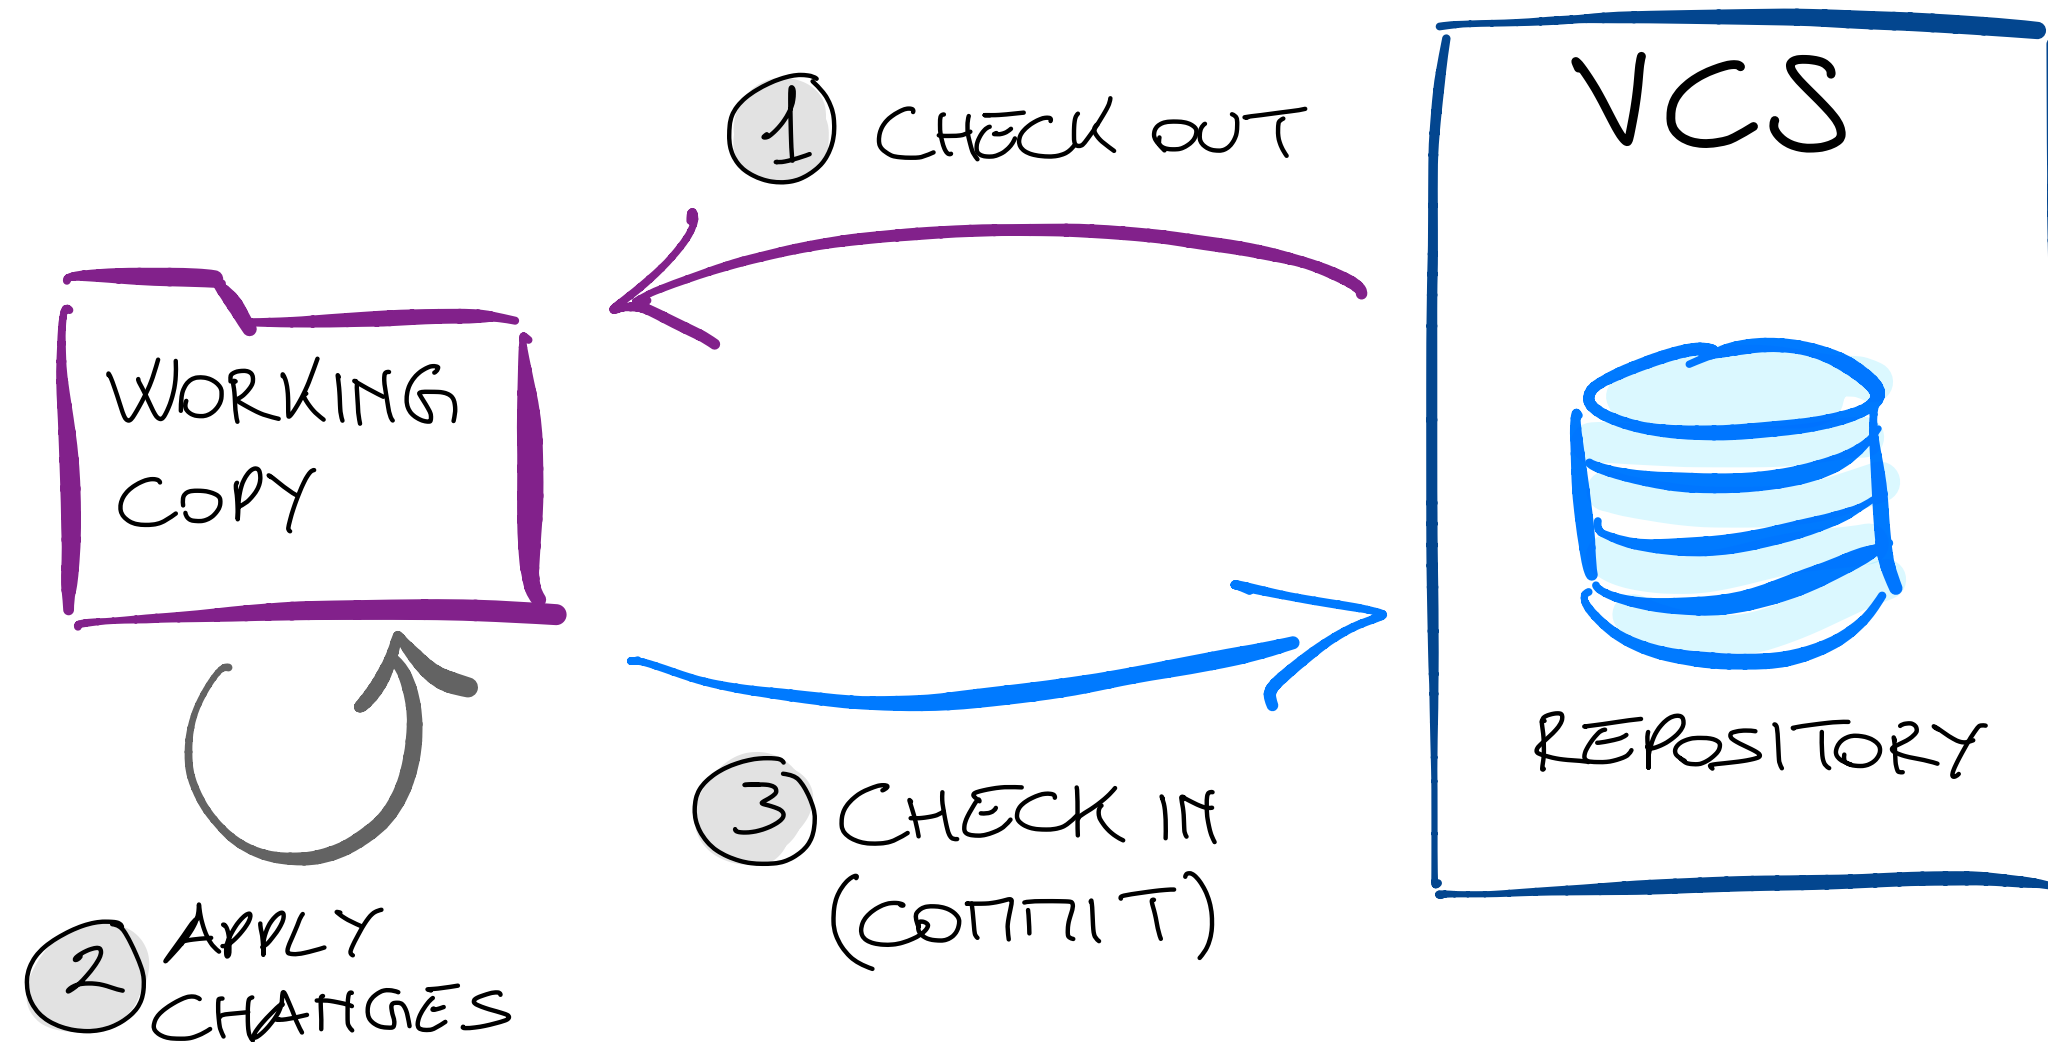 1 CHECK OUT
VCS
WORKING
COPY
REPOSITORY
3 CHECK IN
(COMMIT)
2 APPLY
CHANGES